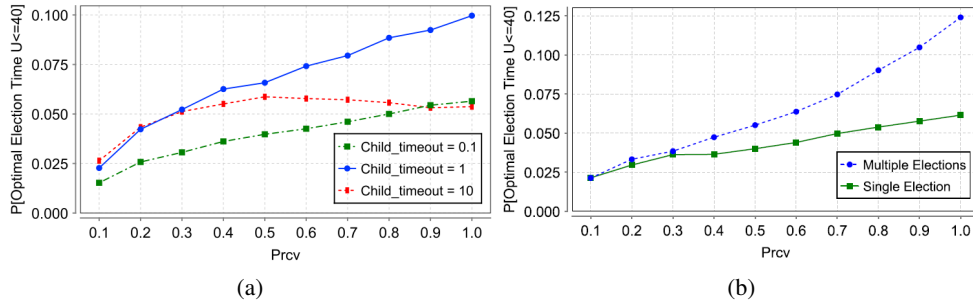 P[Optimal Election Time U<=40]
0.100
0.075
0.050
0.025
0.000
Child_timeout = 0.1
Child_timeout = 1
Child_timeout = 10
0.1 0.2 0.3 0.4 0.5 0.6 0.7 0.8 0.9 1.0
Prcv
(a)
P[Optimal Election Time U<=40]
0.125
0.100
0.075
0.050
0.025
0.000
Multiple Elections
Single Election
0.1 0.2 0.3 0.4 0.5 0.6 0.7 0.8 0.9 1.0
Prcv
(b)